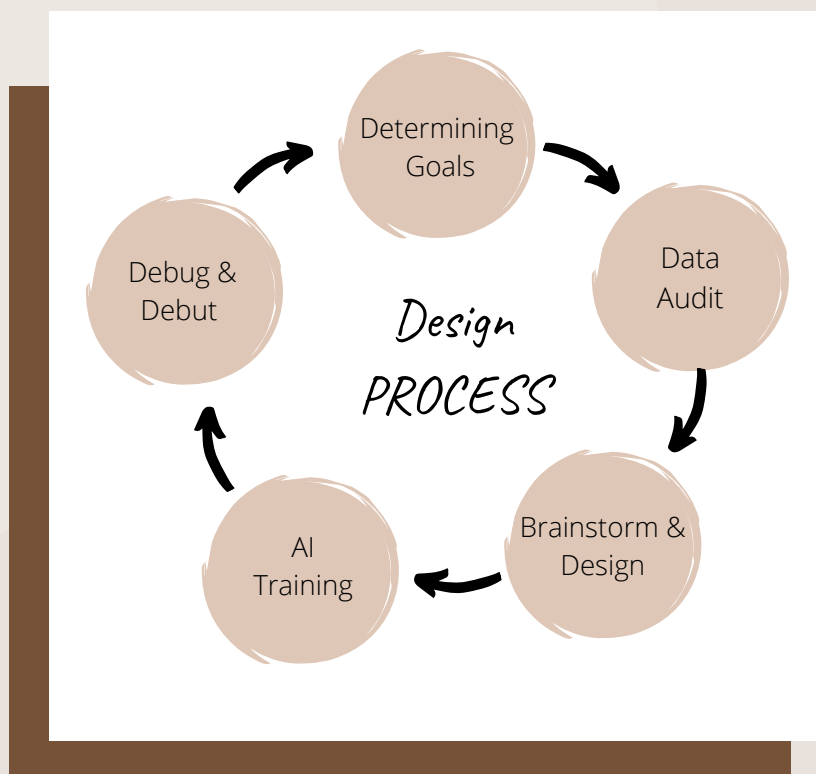 Determining
Goals
Data
Audit
Brainstorm &
Design
AI
Training
Debug &
Debut
Design
PROCESS